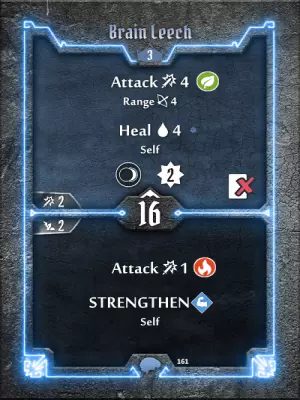 Brain Leech
3
Attack 4
Range 4
Heal 4
Self
2
2
2
16
Attack 1
STRENGTHEN
Self
161